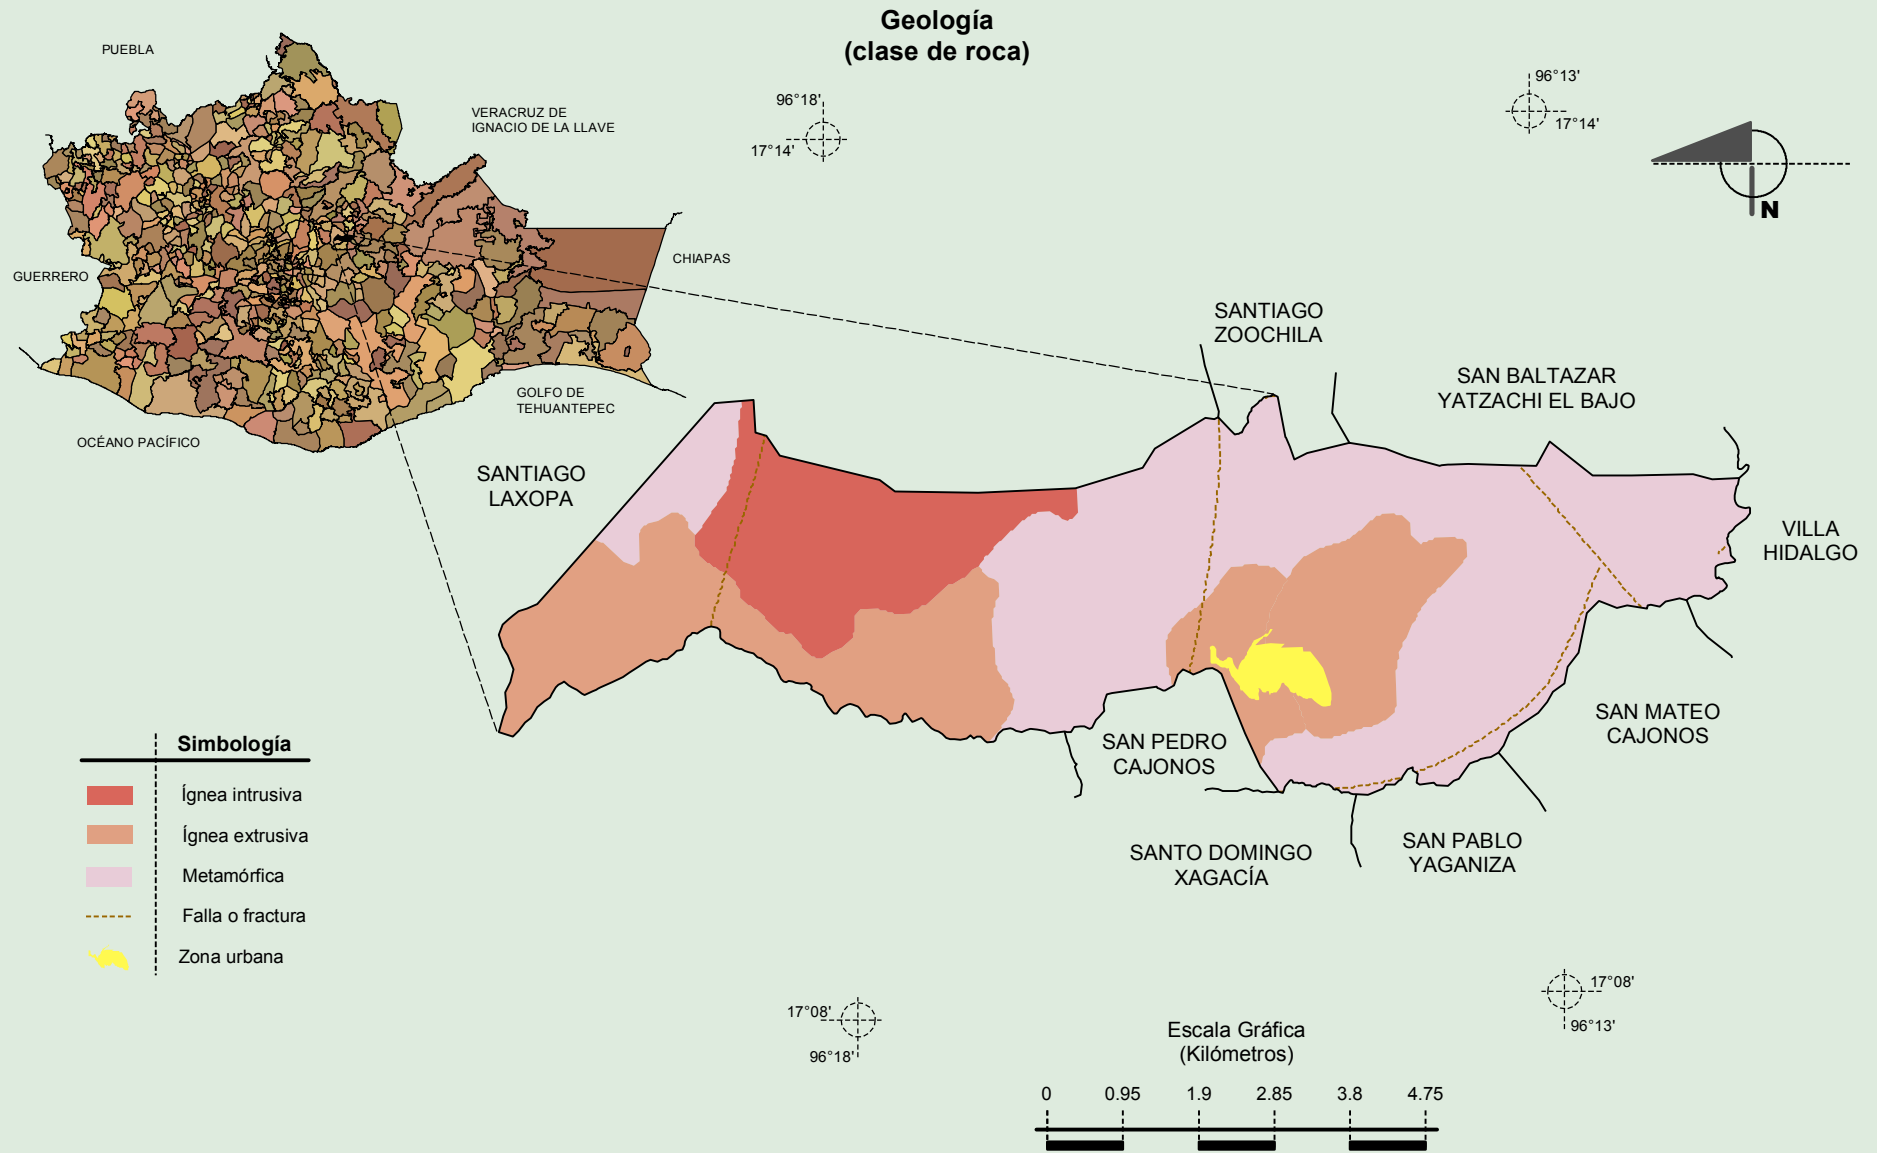 Geología
(clase de roca)
PUEBLA
VERACRUZ DE
IGNACIO DE LA LLAVE
GUERRERO
CHIAPAS
GOLFO DE
TEHUANTEPEC
OCÉANO PACÍFICO
96°18'
17°14'
96°13'
17°14'
N
SANTIAGO
ZOOCHILA
SAN BALTAZAR
YATZACHI EL BAJO
SANTIAGO
LAXOPA
VILLA
HIDALGO
SAN MATEO
CAJONOS
SAN PEDRO
CAJONOS
SANTO DOMINGO
XAGACÍA
SAN PABLO
YAGANIZA
Simbología
Ígnea intrusiva
Ígnea extrusiva
Metamórfica
Falla o fractura
Zona urbana
17°08'
96°18'
17°08'
96°13'
Escala Gráfica
(Kilómetros)
0 0.95 1.9 2.85 3.8 4.75